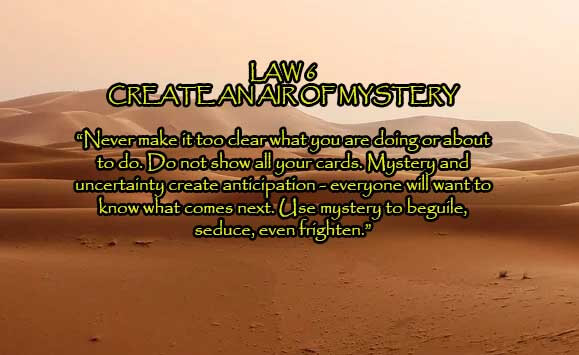 LAW 6
CREATE AN AIR OF MYSTERY
“Never make it too clear what you are doing or about
to do. Do not show all your cards. Mystery and
uncertainty create anticipation - everyone will want to
know what comes next. Use mystery to beguile,
seduce, even frighten.”